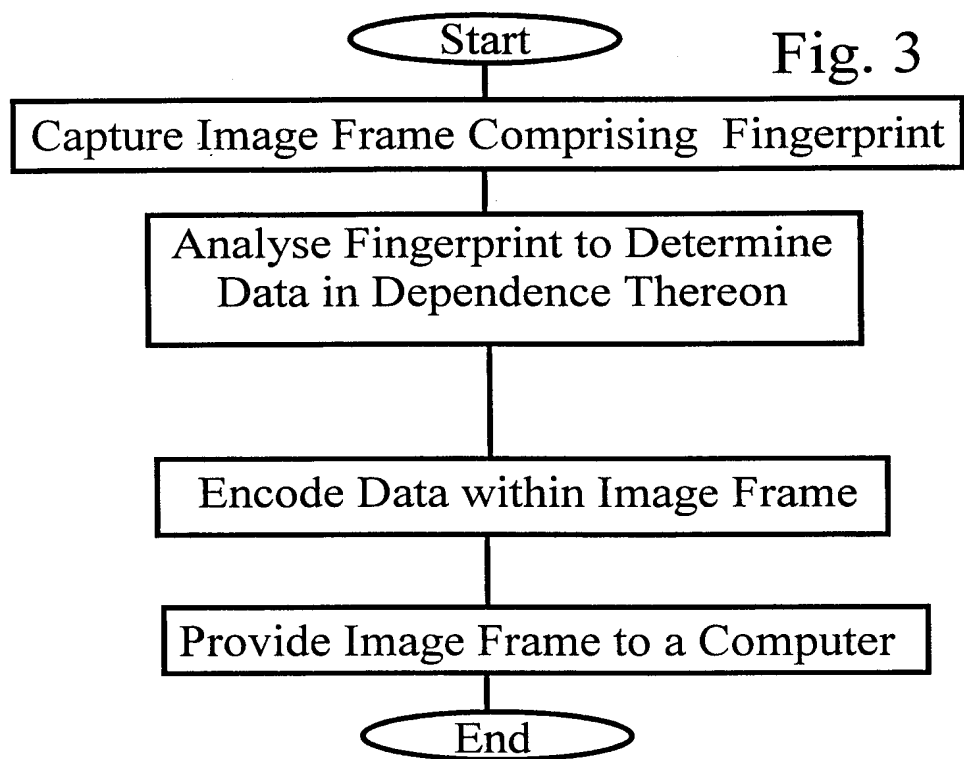 Start
Fig. 3
Capture Image Frame Comprising Fingerprint
Analyse Fingerprint to Determine
Data in Dependence Thereon
Encode Data within Image Frame
Provide Image Frame to a Computer
End